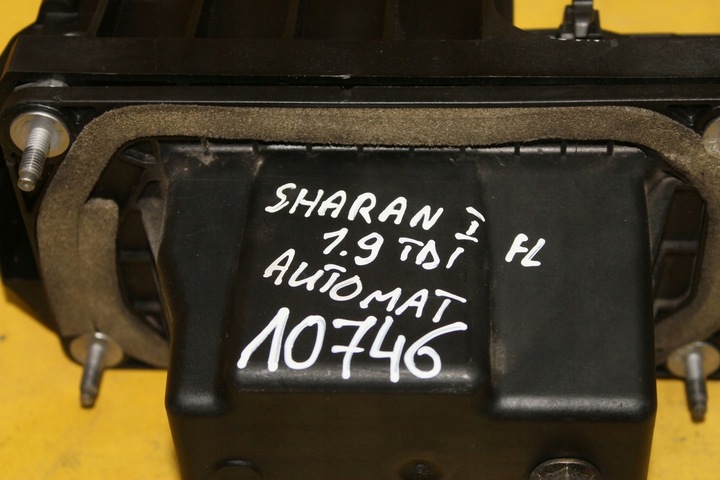 SHARAN I FL
1.9 TDI
AUTOMAT
10746